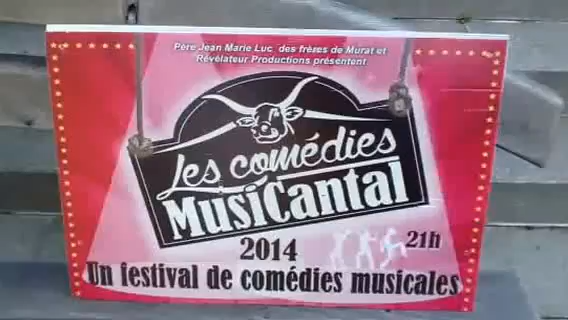 Père Jean Marie Luc des frères de Murat et
Révélateur Productions présentent
Les comédies
MusiCantal
2014
21h
Un festival de comédies musicales